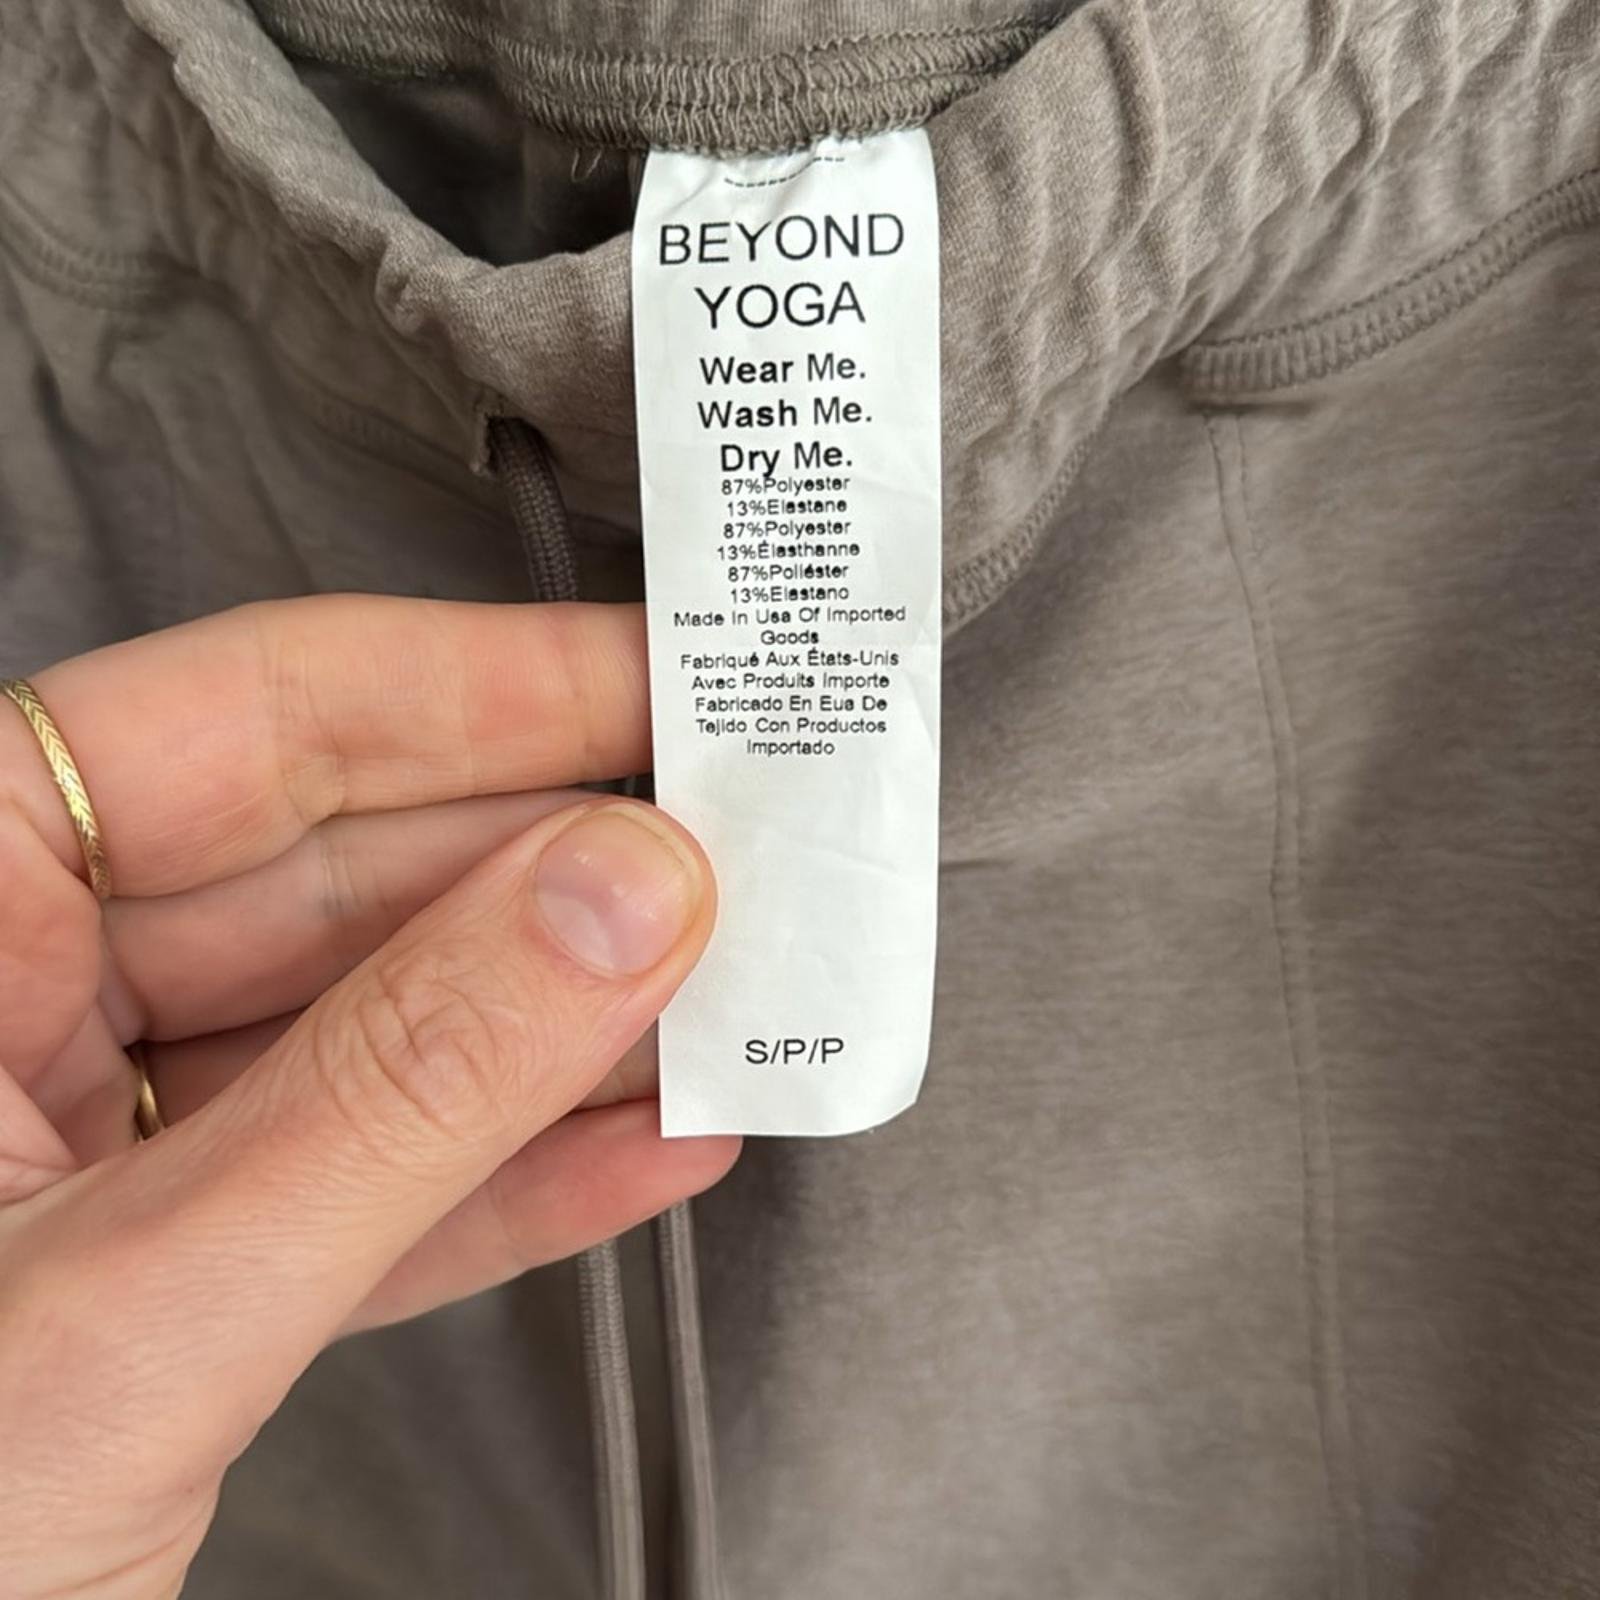 BEYOND
YOGA
Wear Me.
Wash Me.
Dry Me.
87%Polyester
13%Elastane
87%Polyester
13%Élasthanne
87%Poliéster
13%Elastano
Made In Usa Of Imported
Goods
Fabriqué Aux États-Unis
Avec Produits Importe
Fabricado En Eua De
Tejido Con Productos
Importado
S/P/P